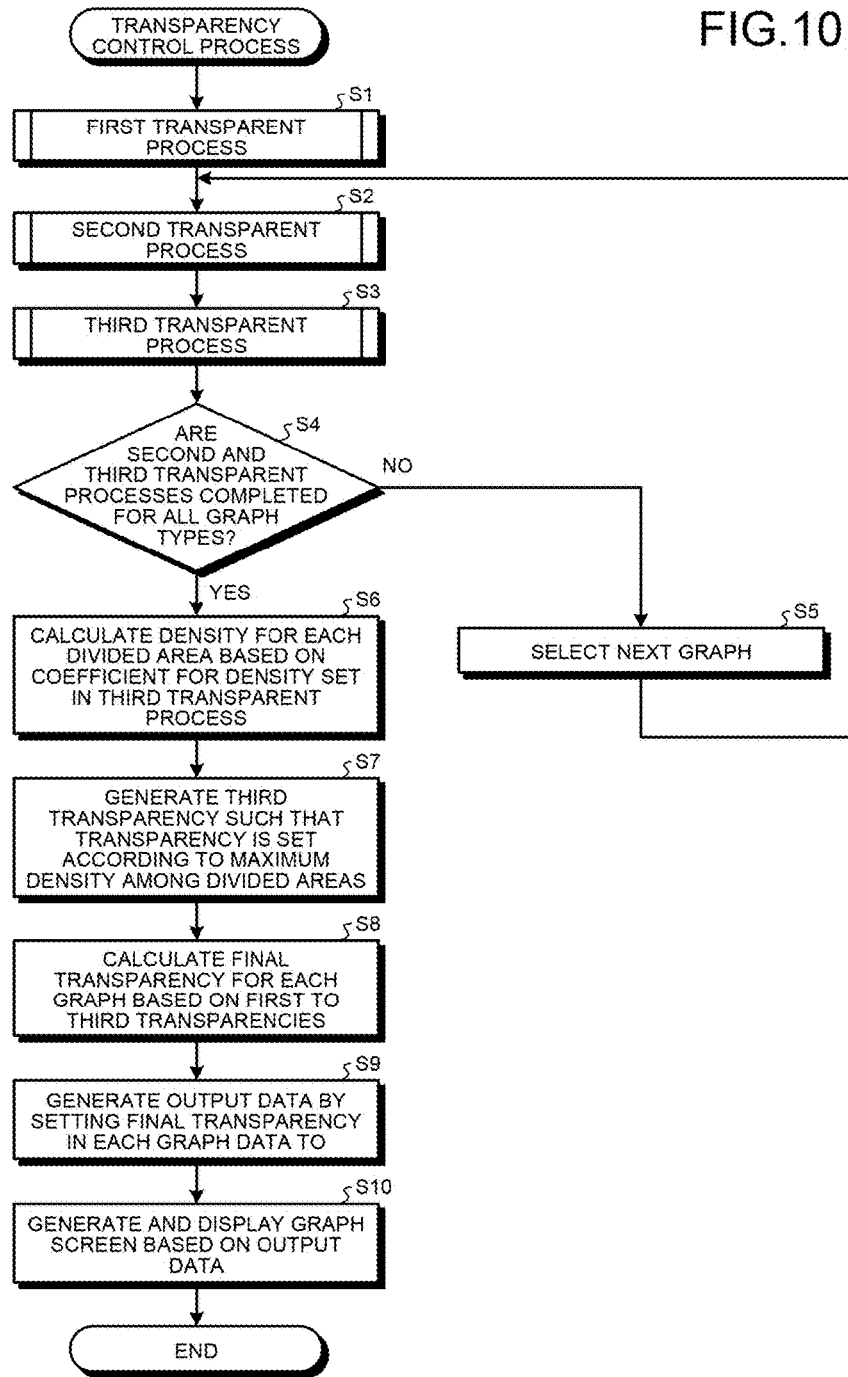 FIG.10
TRANSPARENCY
CONTROL PROCESS
S1
FIRST TRANSPARENT
PROCESS
S2
SECOND TRANSPARENT
PROCESS
S3
THIRD TRANSPARENT
PROCESS
S4
ARE
SECOND AND
THIRD TRANSPARENT
PROCESSES COMPLETED
FOR ALL GRAPH
TYPES?
NO
YES
S5
SELECT NEXT GRAPH
S6
CALCULATE DENSITY FOR EACH
DIVIDED AREA BASED ON
COEFFICIENT FOR DENSITY SET
IN THIRD TRANSPARENT
PROCESS
S7
GENERATE THIRD
TRANSPARENCY SUCH THAT
TRANSPARENCY IS SET
ACCORDING TO MAXIMUM
DENSITY AMONG DIVIDED AREAS
S8
CALCULATE FINAL
TRANSPARENCY FOR EACH
GRAPH BASED ON FIRST TO
THIRD TRANSPARENCIES
S9
GENERATE OUTPUT DATA BY
SETTING FINAL TRANSPARENCY
IN EACH GRAPH DATA TO
S10
GENERATE AND DISPLAY GRAPH
SCREEN BASED ON OUTPUT
DATA
END